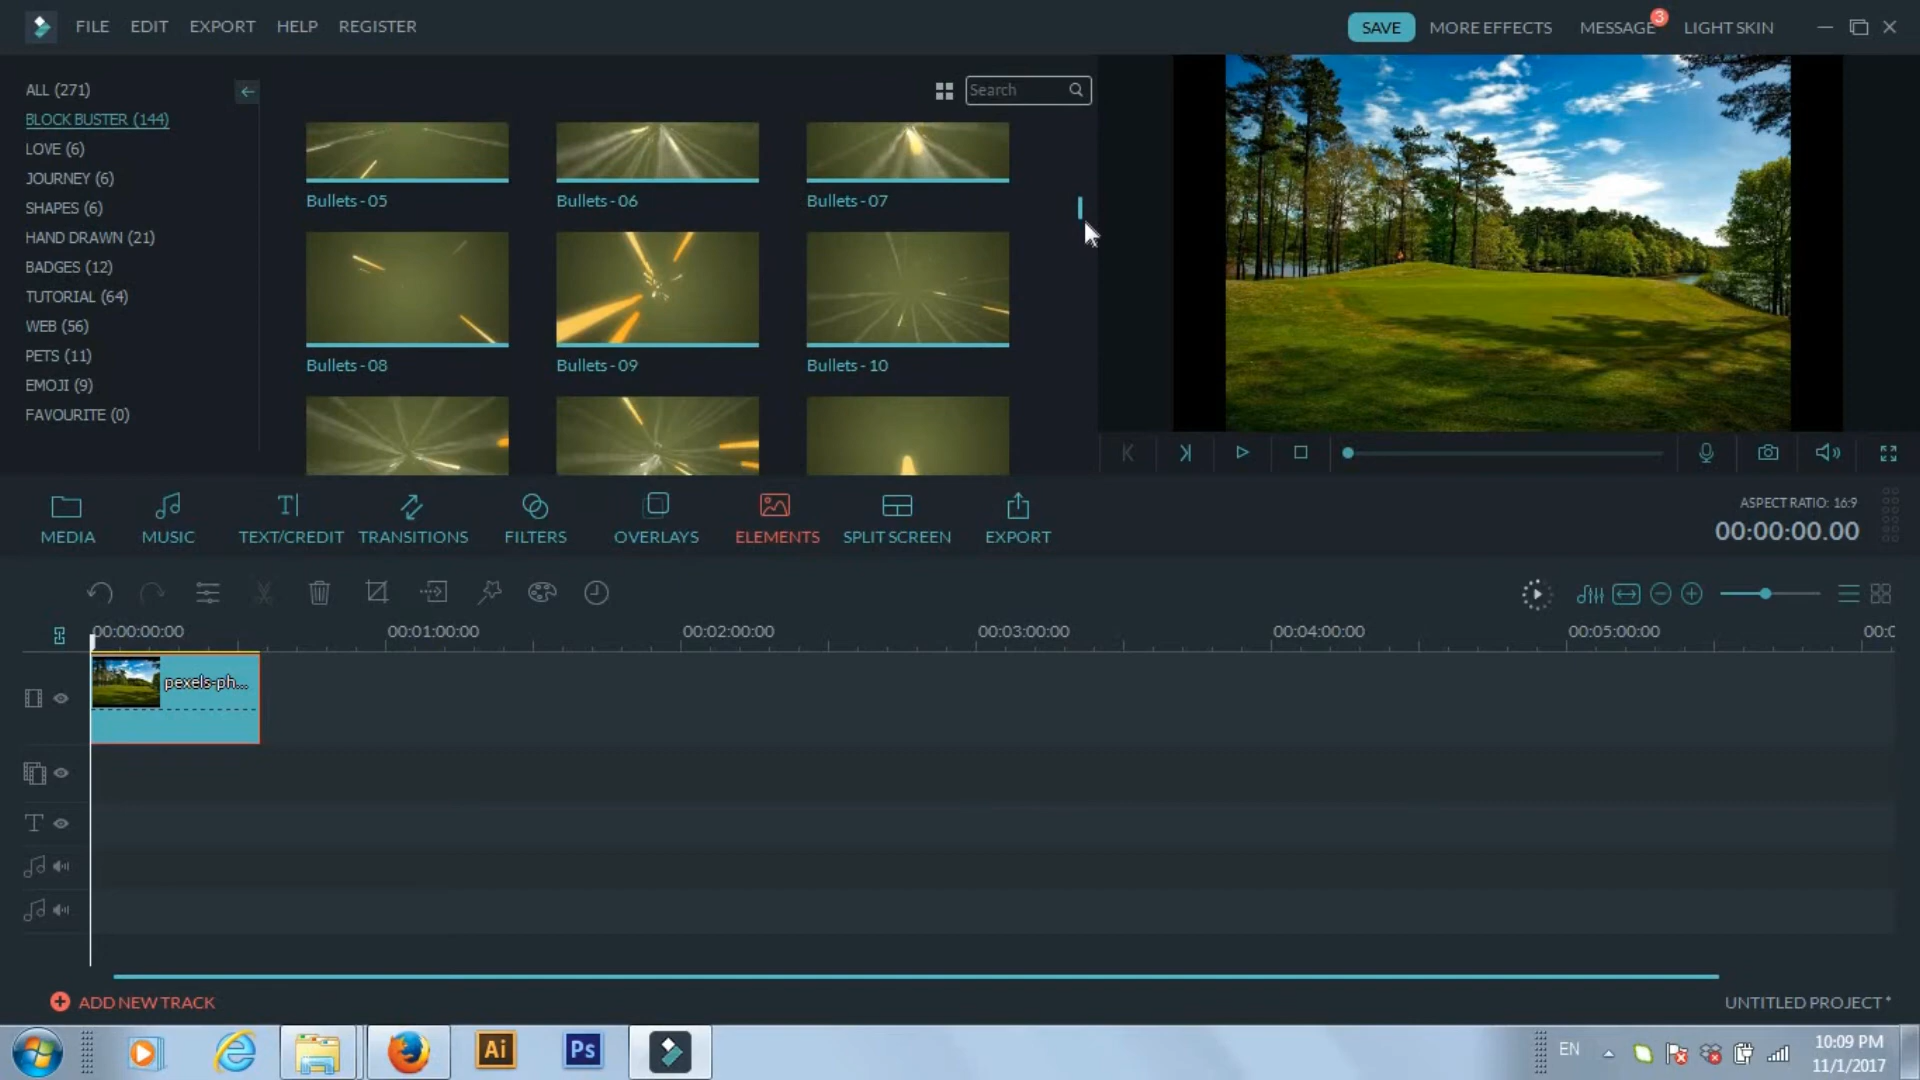 FILE EDIT EXPORT HELP REGISTER
SAVE MORE EFFECTS MESSAGE 3 LIGHT SKIN
ALL (271)
BLOCK BUSTER (144)
LOVE (6)
JOURNEY (6)
SHAPES (6)
HAND DRAWN (21)
BADGES (12)
TUTORIAL (64)
WEB (56)
PETS (11)
EMOJI (9)
FAVOURITE (0)
Search
Bullets - 05 Bullets - 06 Bullets - 07
Bullets - 08 Bullets - 09 Bullets - 10
MEDIA MUSIC TEXT/CREDIT TRANSITIONS FILTERS OVERLAYS ELEMENTS SPLIT SCREEN EXPORT
ASPECT RATIO: 16:9
00:00:00.00
00:00:00:00 00:01:00:00 00:02:00:00 00:03:00:00 00:04:00:00 00:05:00:00 00:0
pexels-ph...
ADD NEW TRACK
UNTITLED PROJECT *
Ai Ps
EN
10:09 PM
11/1/2017